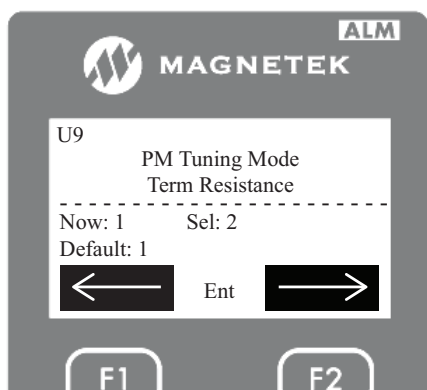 ALM
MAGNETEK
U9
PM Tuning Mode
Term Resistance
Now: 1 Sel: 2
Default: 1
Ent
F1 F2